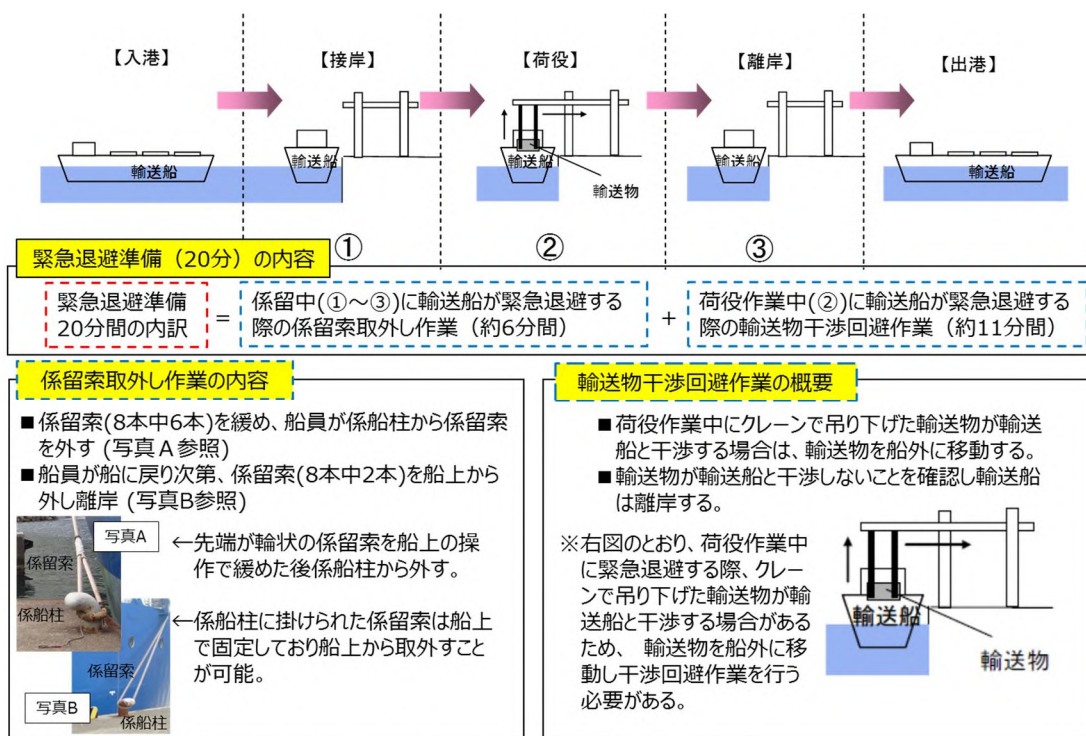 【入港】
【接岸】
【荷役】
【離岸】
【出港】
輸送船
輸送船
輸送船
輸送物
輸送船
輸送船
①
②
③
緊急退避準備（20分）の内容
緊急退避準備
20分間の内訳
＝
係留中(①～③)に輸送船が緊急退避する
際の係留索取外し作業（約6分間）
＋
荷役作業中(②)に輸送船が緊急退避する
際の輸送物干渉回避作業（約11分間）
係留索取外し作業の内容
■係留索(8本中6本)を緩め、船員が係船柱から係留索
を外す (写真Ａ参照)
■船員が船に戻り次第、係留索(8本中2本)を船上から
外し離岸 (写真B参照)
写真A
係留索
係船柱
←先端が輪状の係留索を船上の操
作で緩めた後係船柱から外す。
←係船柱に掛けられた係留索は船上
で固定しており船上から取外すこと
が可能。
係留索
写真B
係船柱
輸送物干渉回避作業の概要
■荷役作業中にクレーンで吊り下げた輸送物が輸送
船と干渉する場合は、輸送物を船外に移動する。
■輸送物が輸送船と干渉しないことを確認し輸送船
は離岸する。
※右図のとおり、荷役作業中
に緊急退避する際、クレー
ンで吊り下げた輸送物が輸
送船と干渉する場合がある
ため、 輸送物を船外に移
動し干渉回避作業を行う
必要がある。
輸送船
輸送物